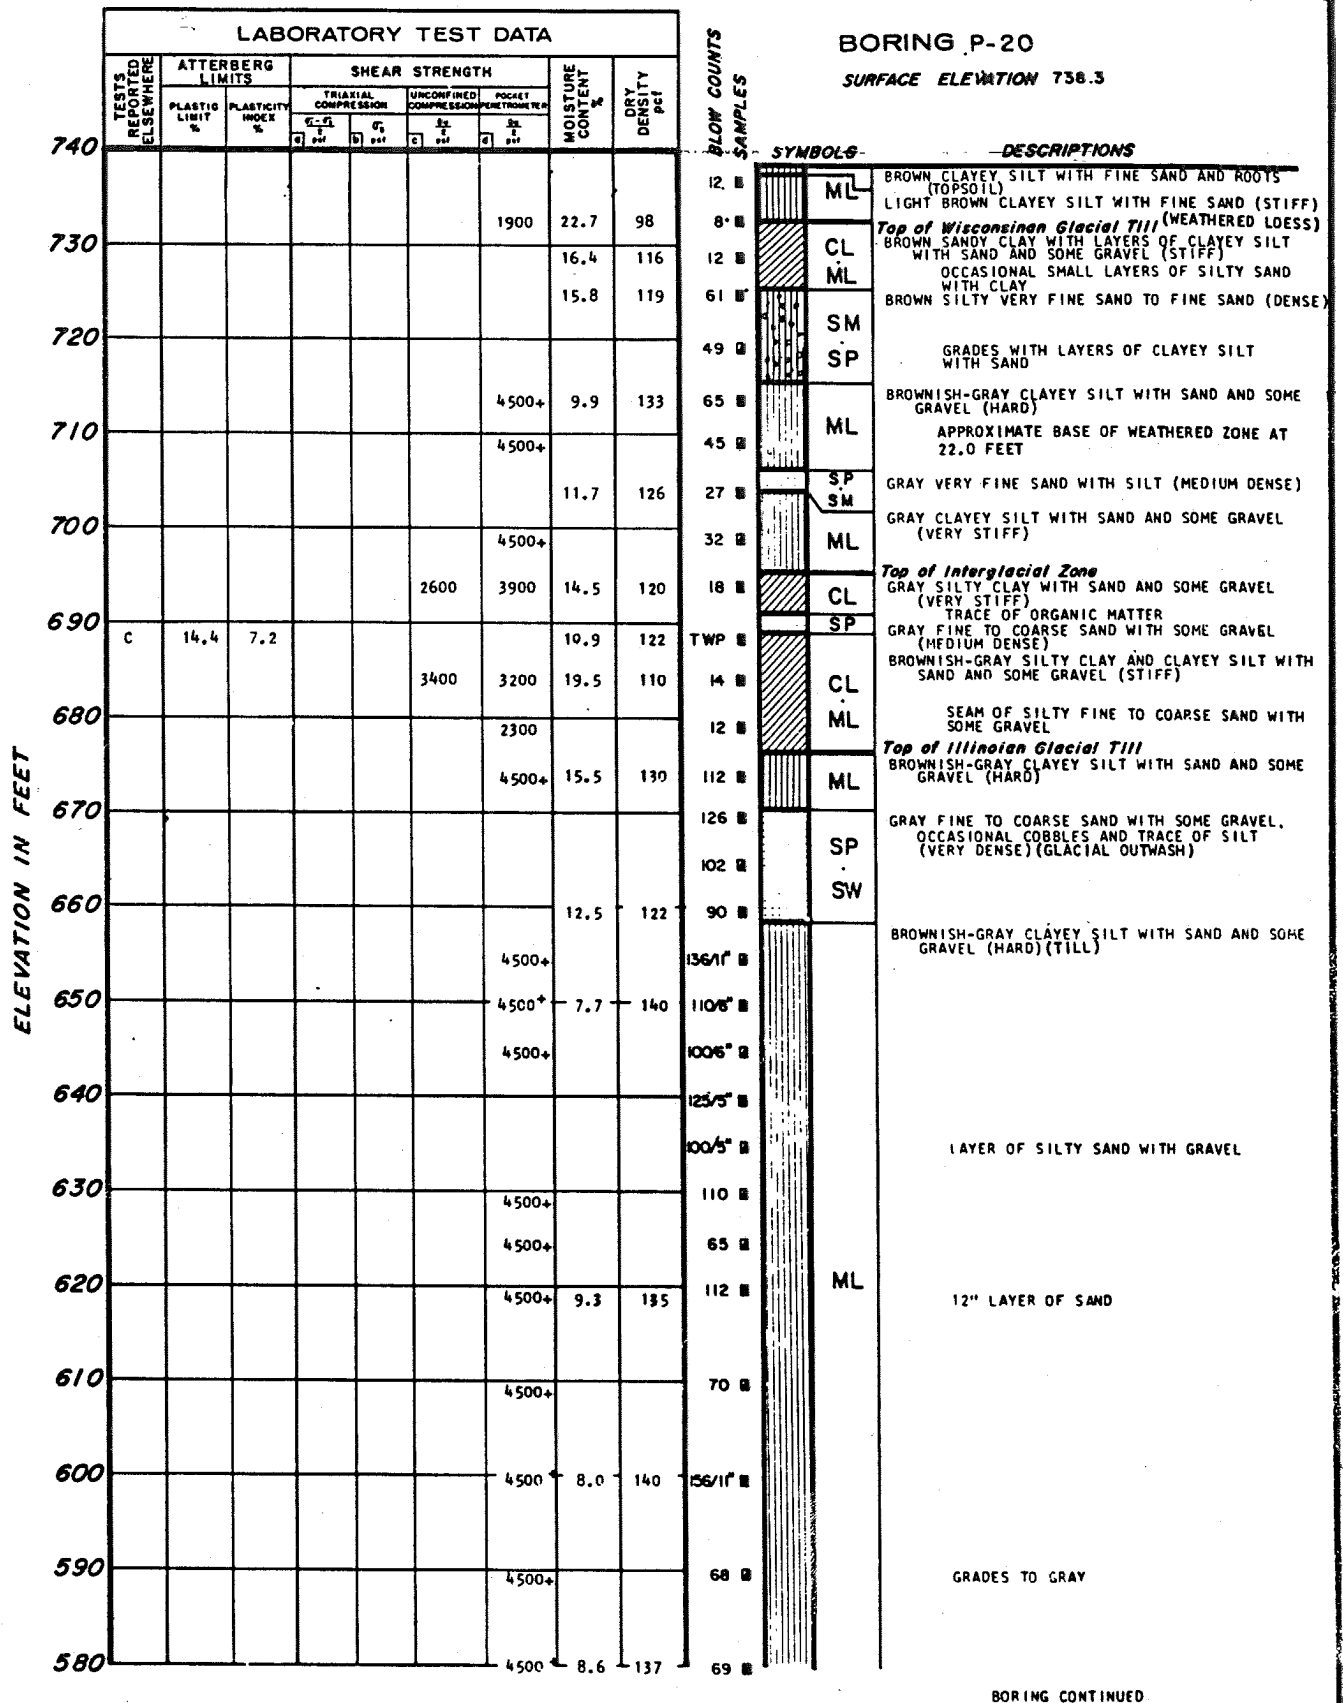 LABORATORY TEST DATA
TESTS REPORTED ELSEWHERE
ATTERBERG LIMITS
SHEAR STRENGTH
MOISTURE CONTENT %
DRY DENSITY pcf
BLOW COUNTS
SAMPLES
PLASTIC LIMIT %
PLASTICITY INDEX %
TRIAXIAL COMPRESSION
UNCONFINED COMPRESSION
POCKET PENETROMETER
a psf
b psf
c psf
d psf
BORING P-20
SURFACE ELEVATION 738.3
SYMBOLS
DESCRIPTIONS
ELEVATION IN FEET
740
12 ML BROWN CLAYEY SILT WITH FINE SAND AND ROOTS
(TOPSOIL)
LIGHT BROWN CLAYEY SILT WITH FINE SAND (STIFF)
(WEATHERED LOESS)
1900 22.7 98 8
Top of Wisconsinan Glacial Till
730
16.4 116 12 CL ML BROWN SANDY CLAY WITH LAYERS OF CLAYEY SILT
WITH SAND AND SOME GRAVEL (STIFF)
OCCASIONAL SMALL LAYERS OF SILTY SAND
WITH CLAY
15.8 119 61
BROWN SILTY VERY FINE SAND TO FINE SAND (DENSE)
SM SP
720
49 GRADES WITH LAYERS OF CLAYEY SILT
WITH SAND
4500+ 9.9 133 65 BROWNISH-GRAY CLAYEY SILT WITH SAND AND SOME
GRAVEL (HARD)
ML
710
4500+ 45 APPROXIMATE BASE OF WEATHERED ZONE AT
22.0 FEET
11.7 126 27 SP SM GRAY VERY FINE SAND WITH SILT (MEDIUM DENSE)
700
4500+ 32 ML GRAY CLAYEY SILT WITH SAND AND SOME GRAVEL
(VERY STIFF)
Top of Interglacial Zone
2600 3900 14.5 120 18 CL GRAY SILTY CLAY WITH SAND AND SOME GRAVEL
(VERY STIFF)
TRACE OF ORGANIC MATTER
690
SP GRAY FINE TO COARSE SAND WITH SOME GRAVEL
(MEDIUM DENSE)
C 14.4 7.2 10.9 122 TWP
BROWNISH-GRAY SILTY CLAY AND CLAYEY SILT WITH
SAND AND SOME GRAVEL (STIFF)
3400 3200 19.5 110 14 CL ML
680
2300 12 SEAM OF SILTY FINE TO COARSE SAND WITH
SOME GRAVEL
Top of Illinoian Glacial Till
4500+ 15.5 130 112 ML BROWNISH-GRAY CLAYEY SILT WITH SAND AND SOME
GRAVEL (HARD)
670
126 GRAY FINE TO COARSE SAND WITH SOME GRAVEL,
OCCASIONAL COBBLES AND TRACE OF SILT
(VERY DENSE)(GLACIAL OUTWASH)
102 SP SW
660
12.5 122 90
BROWNISH-GRAY CLAYEY SILT WITH SAND AND SOME
GRAVEL (HARD)(TILL)
4500+ 136/11"
650
4500+ 7.7 140 110/6"
4500+ 100/6"
640
125/5"
100/5" LAYER OF SILTY SAND WITH GRAVEL
630
4500+ 110
4500+ 65
620 ML
4500+ 9.3 135 112 12" LAYER OF SAND
610
4500+ 70
600
4500+ 8.0 140 156/11"
590
4500+ 68 GRADES TO GRAY
580
4500+ 8.6 137 69
BORING CONTINUED